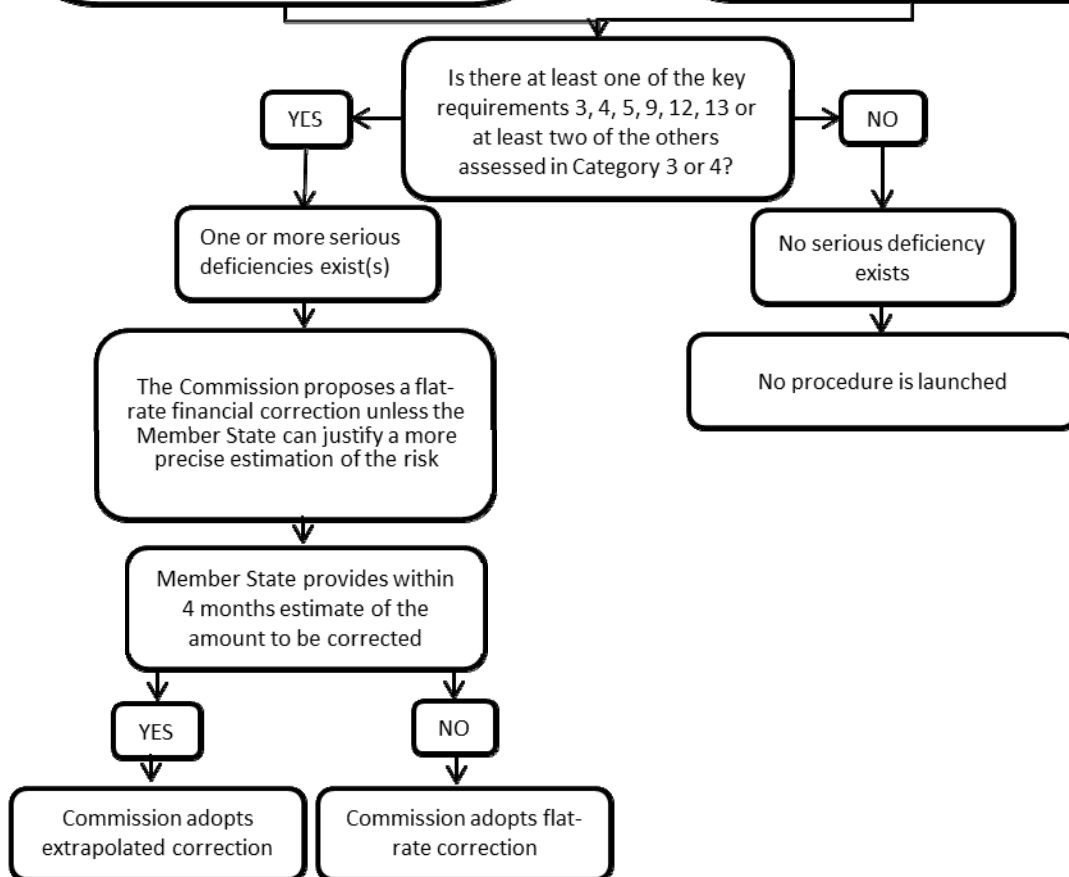 Is there at least one of the key
requirements 3, 4, 5, 9, 12, 13 or
at least two of the others
assessed in Category 3 or 4?
YES
NO
One or more serious
deficiencies exist(s)
No serious deficiency
exists
The Commission proposes a flat-
rate financial correction unless the
Member State can justify a more
precise estimation of the risk
No procedure is launched
Member State provides within
4 months estimate of the
amount to be corrected
YES
NO
Commission adopts
extrapolated correction
Commission adopts flat-
rate correction